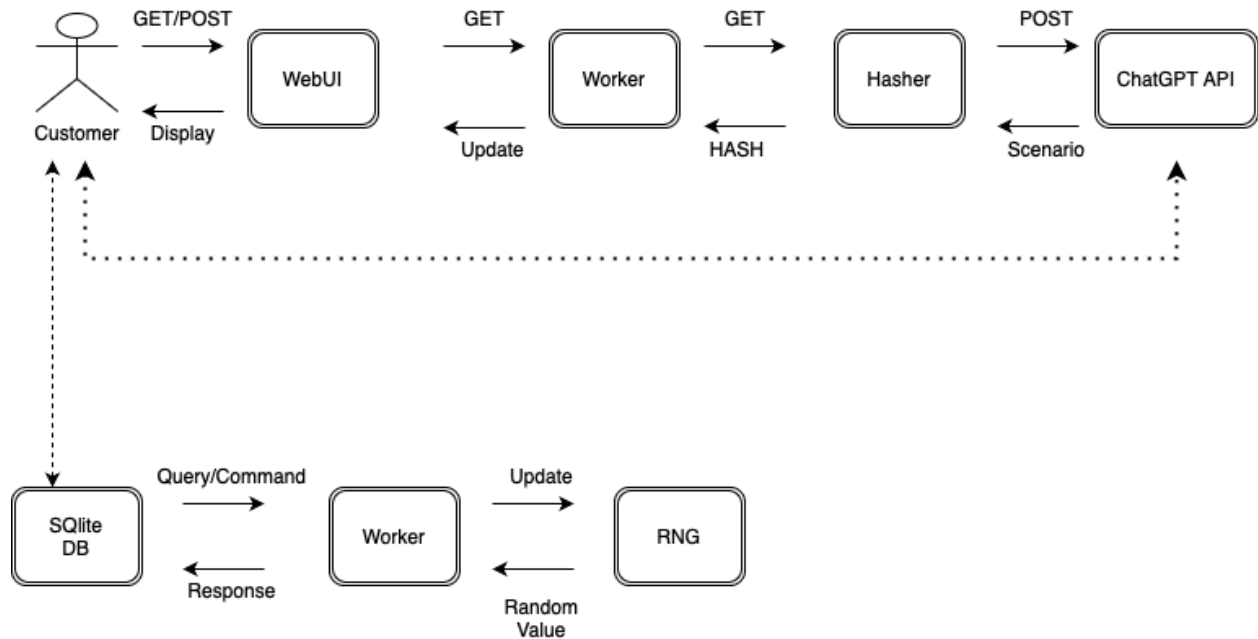 GET/POST
GET
GET
POST
WebUI
Worker
Hasher
ChatGPT API
Customer
Display
Update
HASH
Scenario
Query/Command
Update
SQlite
DB
Worker
RNG
Response
Random
Value